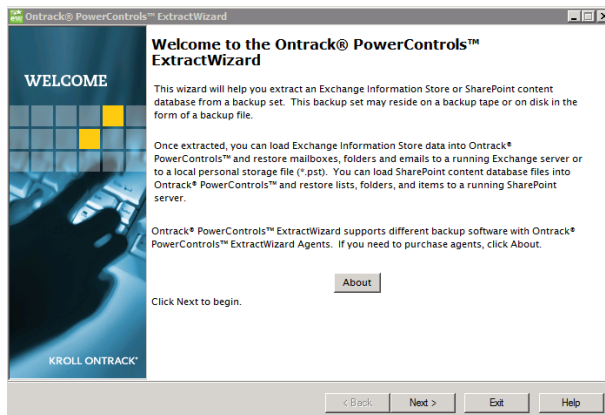 Ontrack® PowerControls™ ExtractWizard
Welcome to the Ontrack® PowerControls™
ExtractWizard
WELCOME
This wizard will help you extract an Exchange Information Store or SharePoint content
database from a backup set. This backup set may reside on a backup tape or on disk in the
form of a backup file.
Once extracted, you can load Exchange Information Store data into Ontrack®
PowerControls™ and restore mailboxes, folders and emails to a running Exchange server or
to a local personal storage file (*.pst). You can load SharePoint content database files into
Ontrack® PowerControls™ and restore lists, folders, and items to a running SharePoint
server.
Ontrack® PowerControls™ ExtractWizard supports different backup software with Ontrack®
PowerControls™ ExtractWizard Agents. If you need to purchase agents, click About.
About
Click Next to begin.
KROLL ONTRACK®
< Back
Next >
Exit
Help